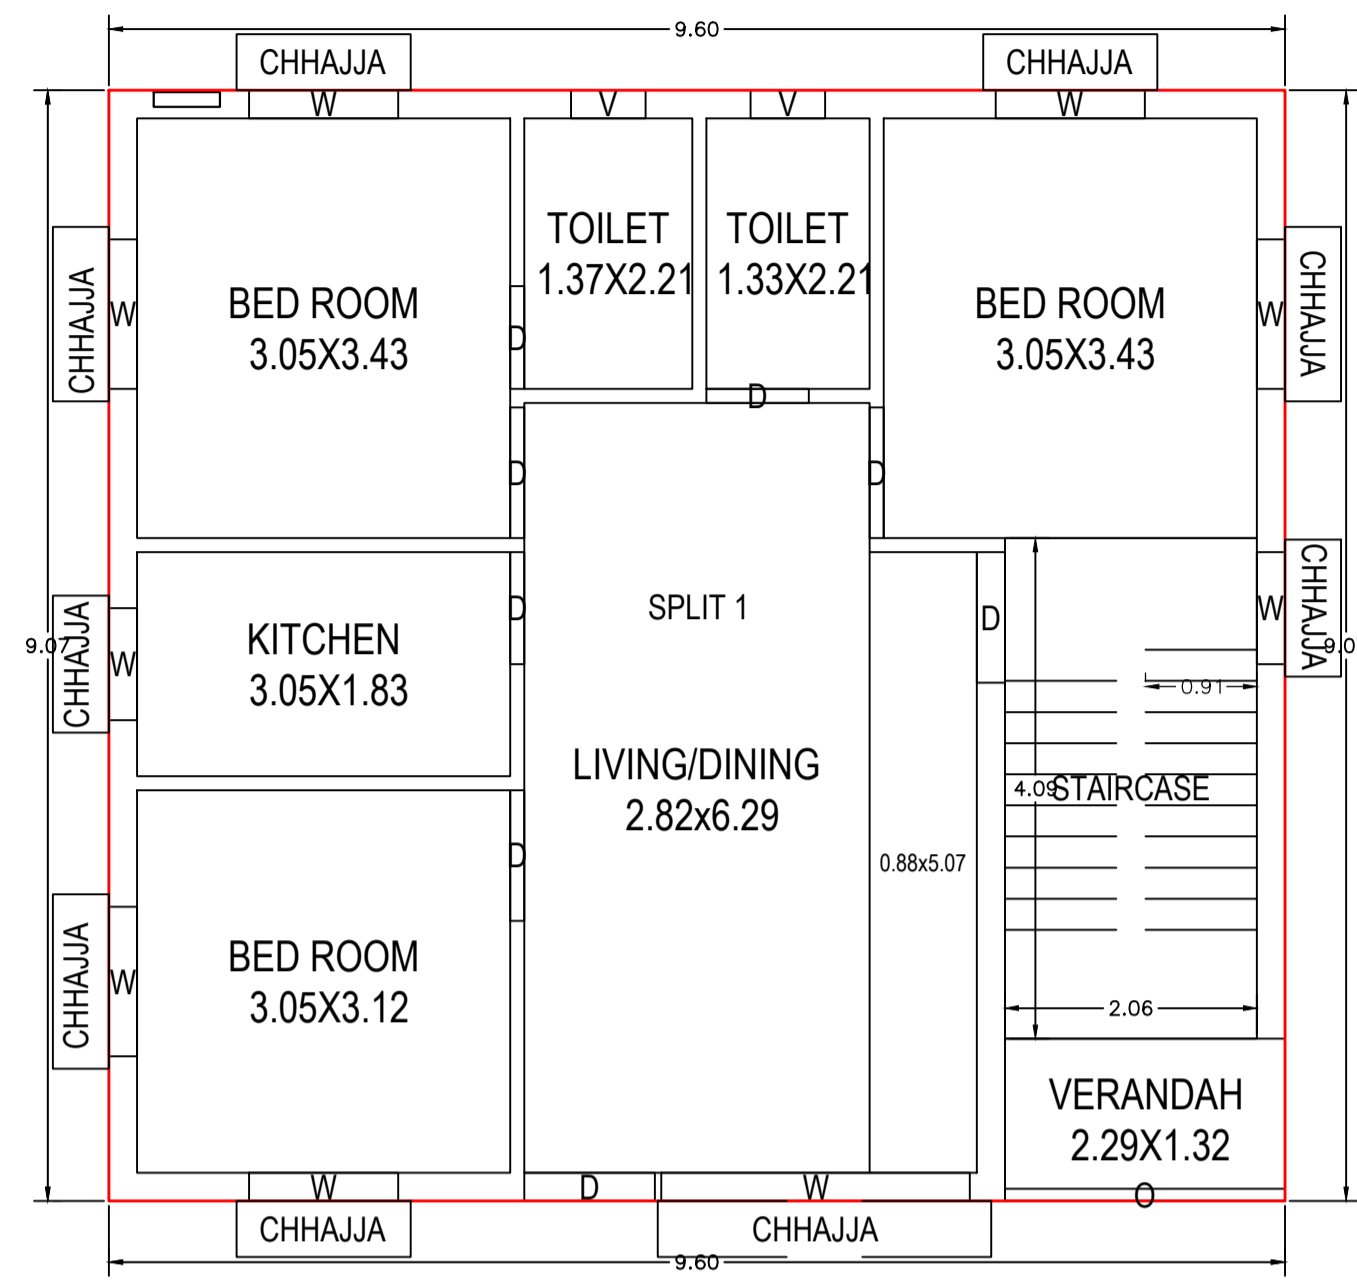 9.60
CHHAJJA
CHHAJJA
W
V
V
W
TOILET
1.37X2.21
TOILET
1.33X2.21
CHHAJJA
W
BED ROOM
3.05X3.43
D
BED ROOM
3.05X3.43
W
CHHAJJA
D
D
D
9.07
CHHAJJA
W
KITCHEN
3.05X1.83
D
SPLIT 1
D
W
CHHAJJA
9.0
0.91
LIVING/DINING
2.82x6.29
4.09
STAIRCASE
D
0.88x5.07
CHHAJJA
W
BED ROOM
3.05X3.12
2.06
VERANDAH
2.29X1.32
W
D
W
O
CHHAJJA
CHHAJJA
9.60